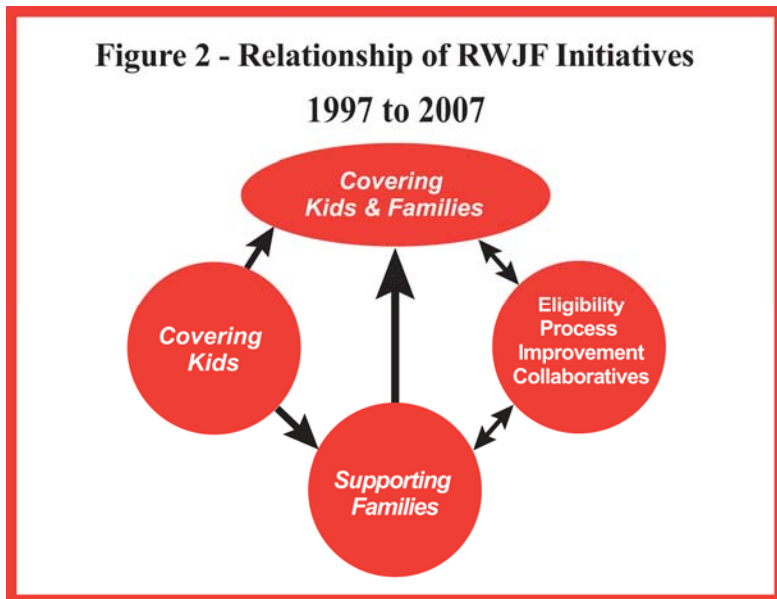 Figure 2 - Relationship of RWJF Initiatives
1997 to 2007
Covering
Kids & Families
Covering
Kids
Eligibility
Process
Improvement
Collaboratives
Supporting
Families